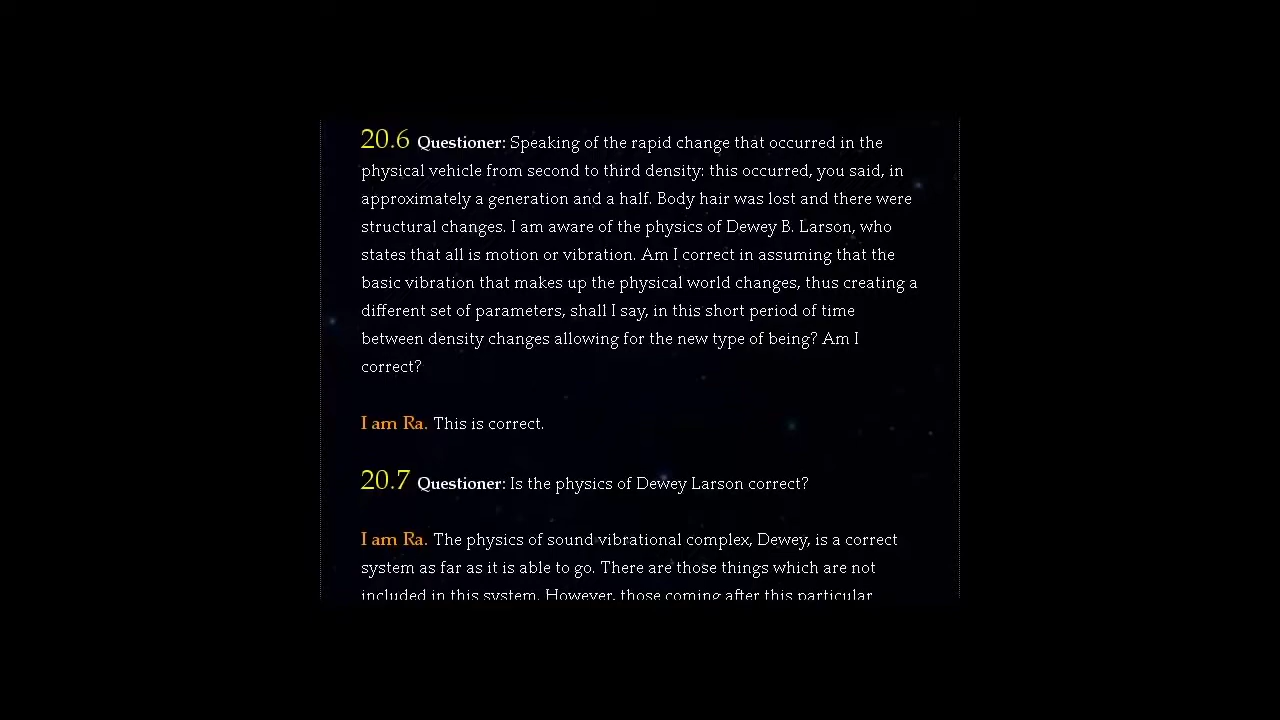 20.6 Questioner: Speaking of the rapid change that occurred in the
physical vehicle from second to third density: this occurred, you said, in
approximately a generation and a half. Body hair was lost and there were
structural changes. I am aware of the physics of Dewey B. Larson, who
states that all is motion or vibration. Am I correct in assuming that the
basic vibration that makes up the physical world changes, thus creating a
different set of parameters, shall I say, in this short period of time
between density changes allowing for the new type of being? Am I
correct?
I am Ra. This is correct.
20.7 Questioner: Is the physics of Dewey Larson correct?
I am Ra. The physics of sound vibrational complex, Dewey, is a correct
system as far as it is able to go. There are those things which are not
included in this system. However, those coming after this particular